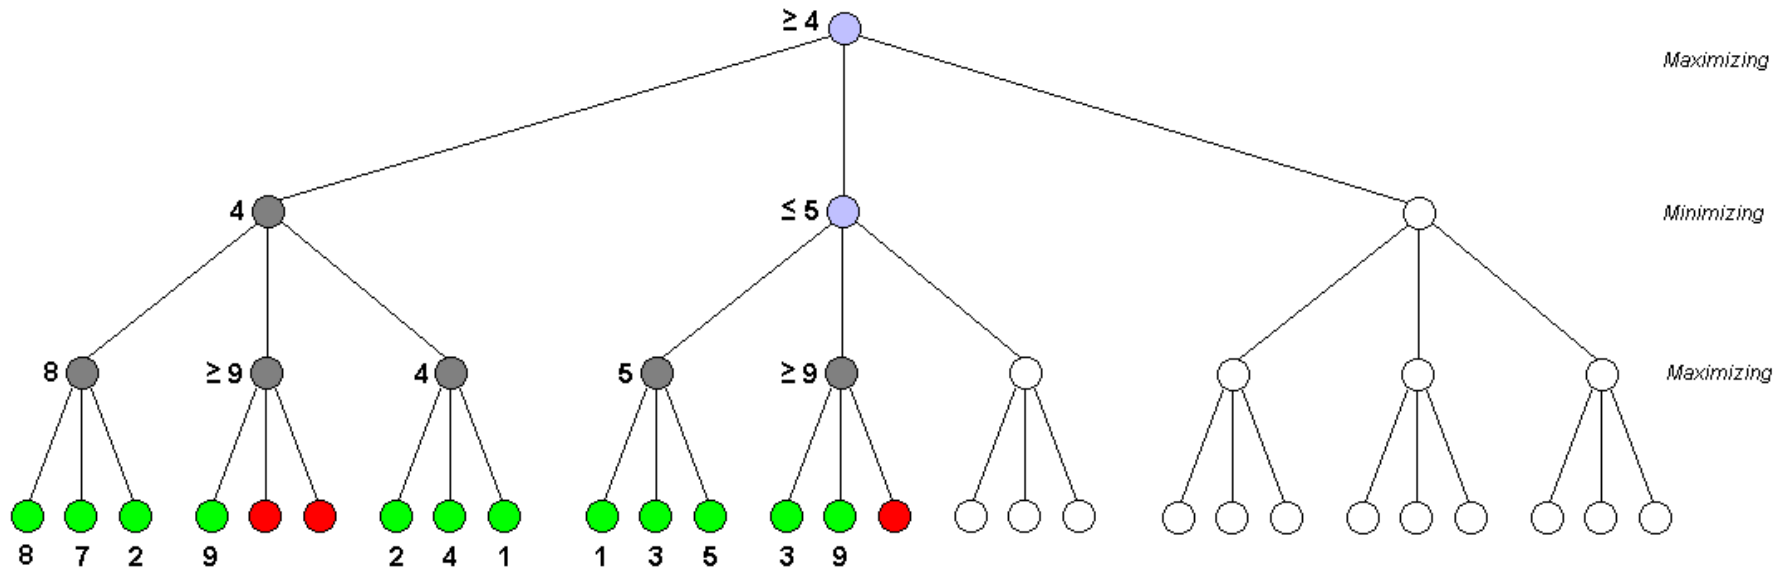 ≥ 4
Maximizing
4
≤ 5
Minimizing
8
≥ 9
4
5
≥ 9
Maximizing
8 7 2 9 2 4 1 1 3 5 3 9